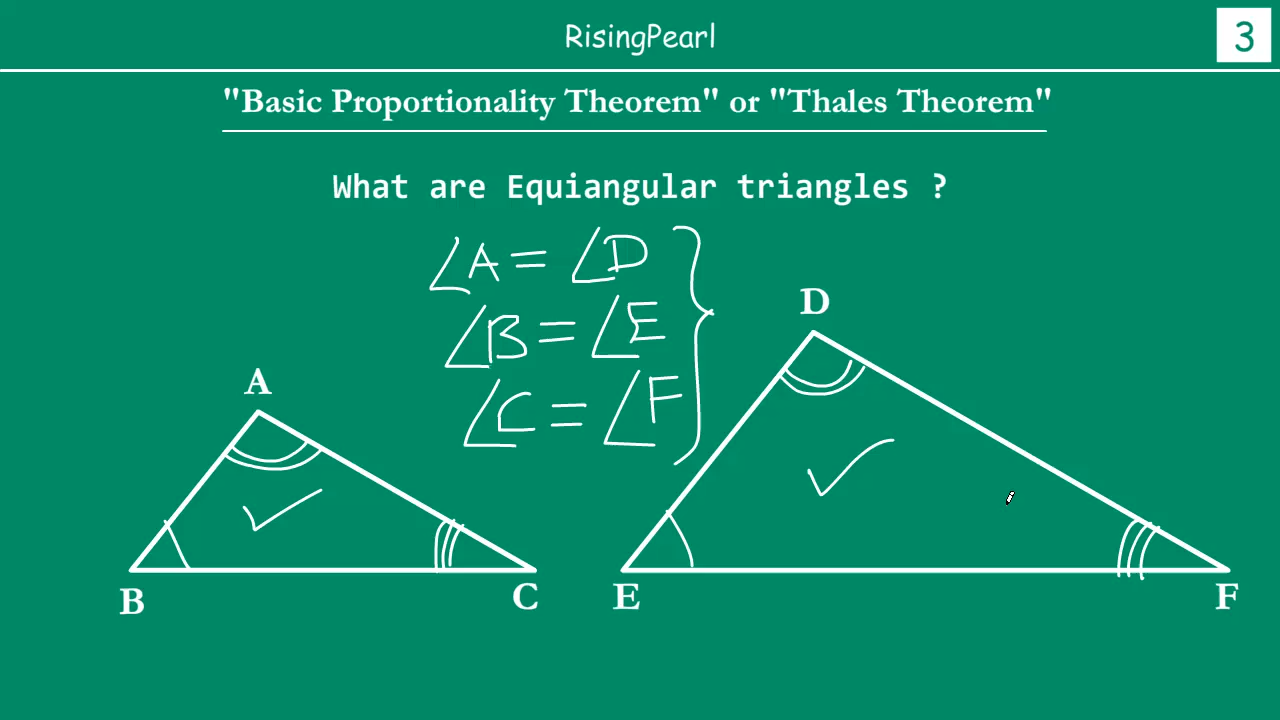 RisingPearl
3
"Basic Proportionality Theorem" or "Thales Theorem"
What are Equiangular triangles ?
∠A = ∠D
∠B = ∠E
∠C = ∠F
D
A
B
C
E
F